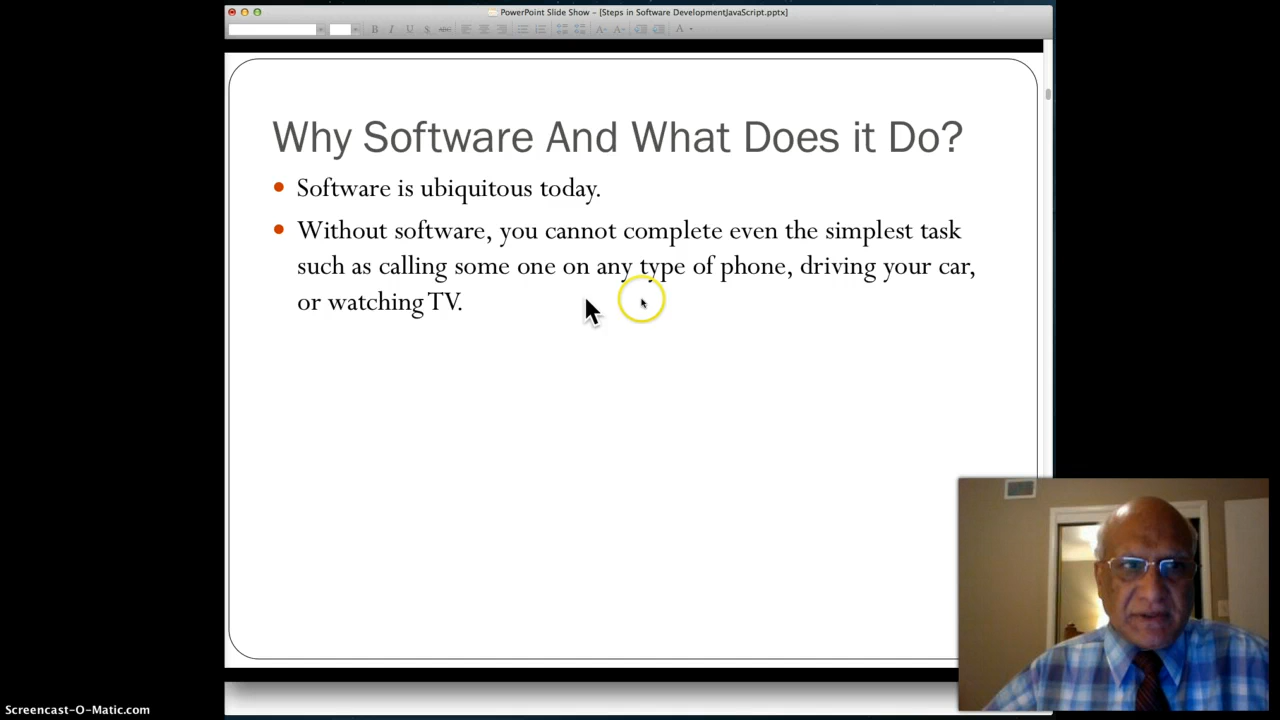 PowerPoint Slide Show – [Steps in Software DevelopmentJavaScript.pptx]
B I U S ABC A A A
Why Software And What Does it Do?
Software is ubiquitous today.
Without software, you cannot complete even the simplest task
such as calling some one on any type of phone, driving your car,
or watching TV.
Screencast-O-Matic.com